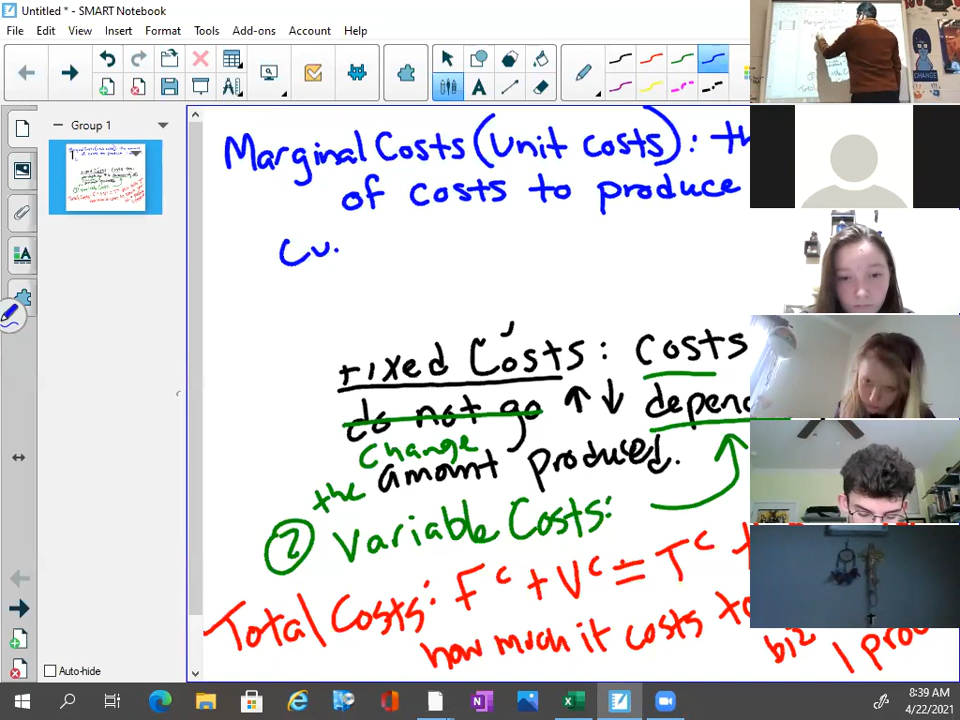 Untitled * - SMART Notebook
File Edit View Insert Format Tools Add-ons Account Help
Group 1
Marginal Costs (Unit costs): th
of costs to produce
Cu.
CHANGE
Fixed Costs: costs
do not go ↑ ↓ depend
change
the amount produced.
② Variable Costs:
Total Costs: FC + VC = TC
how much it costs to
biz 1 prod
Auto-hide
8:39 AM
4/22/2021